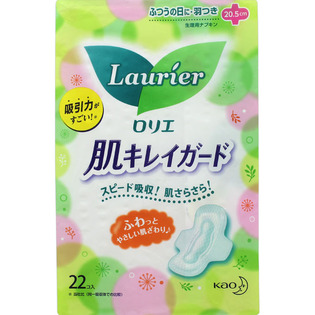 ふつうの日に・羽つき
20.5cm
生理用ナプキン
Laurier
吸引力が
すごい!※
ロリエ
肌キレイガード
スピード吸収! 肌さらさら!
ふわっと
やさしい肌ざわり♪
22コ入
Kao